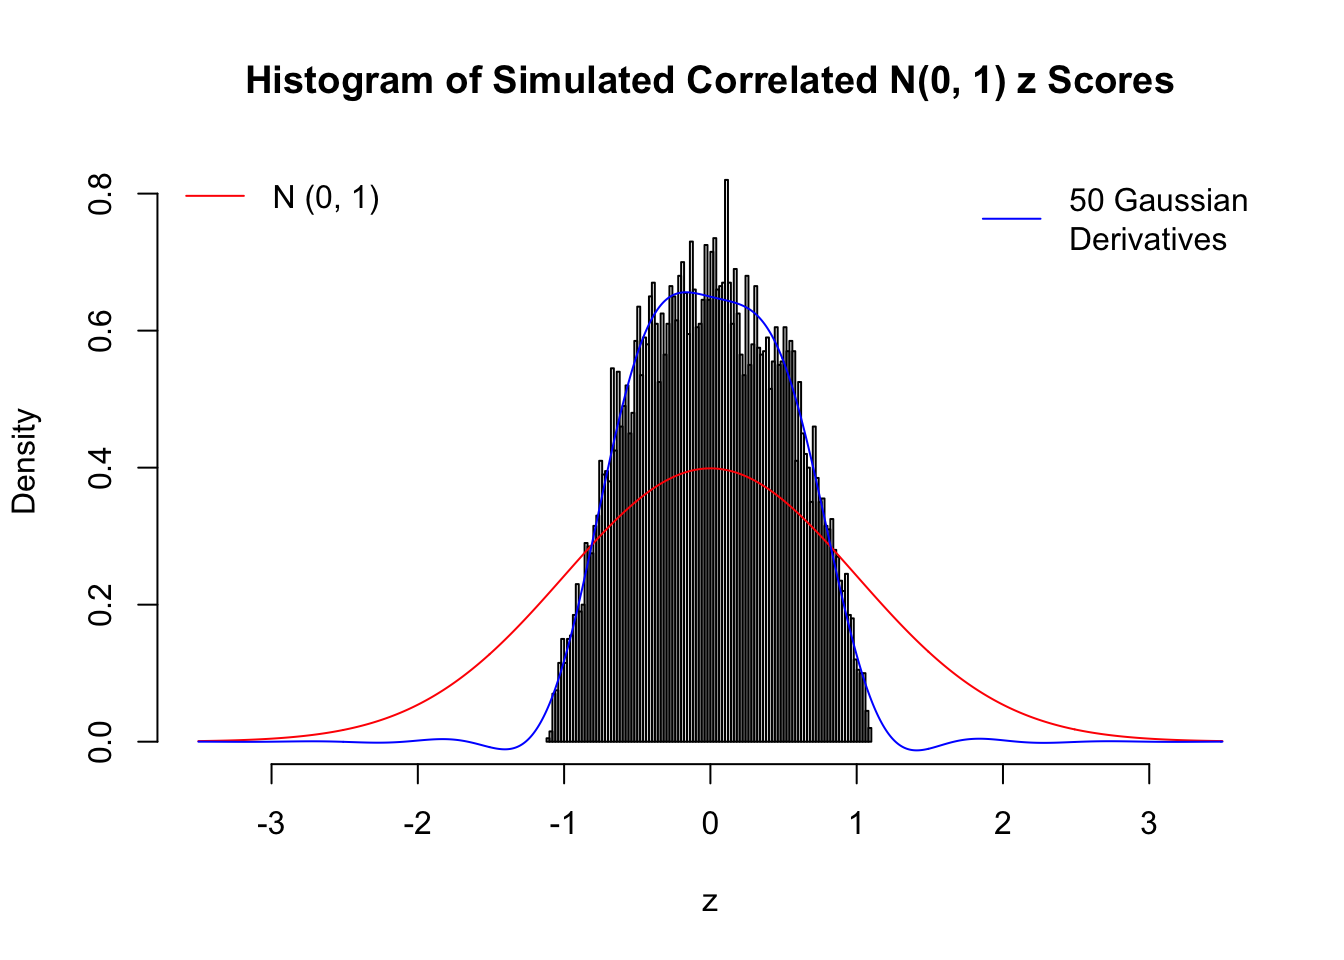 Histogram of Simulated Correlated N(0, 1) z Scores
N (0, 1)
50 Gaussian
Derivatives
Density
0.8
0.6
0.4
0.2
0.0
-3 -2 -1 0 1 2 3
z